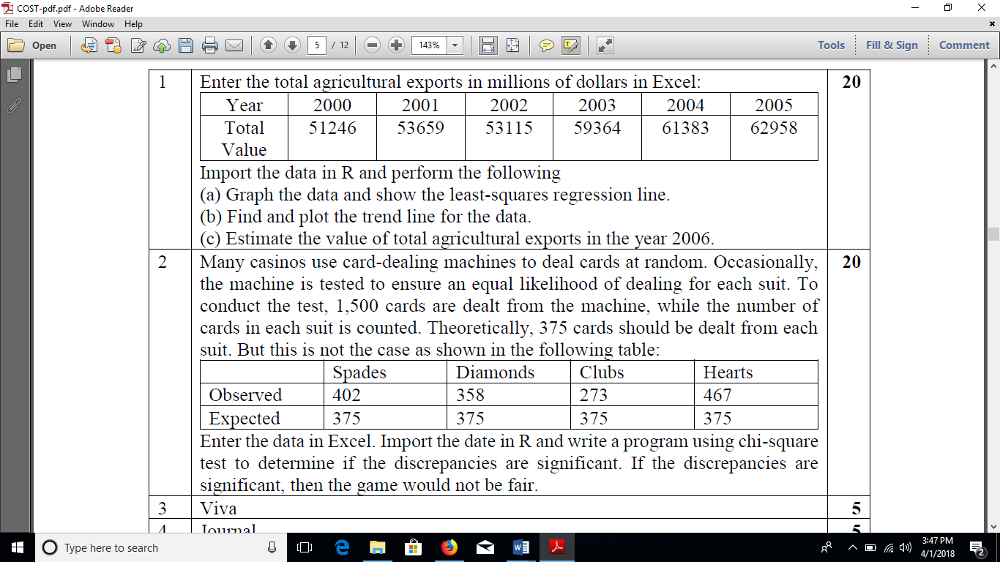 COST-pdf.pdf - Adobe Reader
File Edit View Window Help
Open 5 / 12 143% Tools Fill & Sign Comment
1 Enter the total agricultural exports in millions of dollars in Excel: 20
Year 2000 2001 2002 2003 2004 2005
Total 51246 53659 53115 59364 61383 62958
Value
Import the data in R and perform the following
(a) Graph the data and show the least-squares regression line.
(b) Find and plot the trend line for the data.
(c) Estimate the value of total agricultural exports in the year 2006.
2 Many casinos use card-dealing machines to deal cards at random. Occasionally, 20
the machine is tested to ensure an equal likelihood of dealing for each suit. To
conduct the test, 1,500 cards are dealt from the machine, while the number of
cards in each suit is counted. Theoretically, 375 cards should be dealt from each
suit. But this is not the case as shown in the following table:
Spades Diamonds Clubs Hearts
Observed 402 358 273 467
Expected 375 375 375 375
Enter the data in Excel. Import the date in R and write a program using chi-square
test to determine if the discrepancies are significant. If the discrepancies are
significant, then the game would not be fair.
3 Viva 5
4 Journal 5
Type here to search
3:47 PM
4/1/2018
2